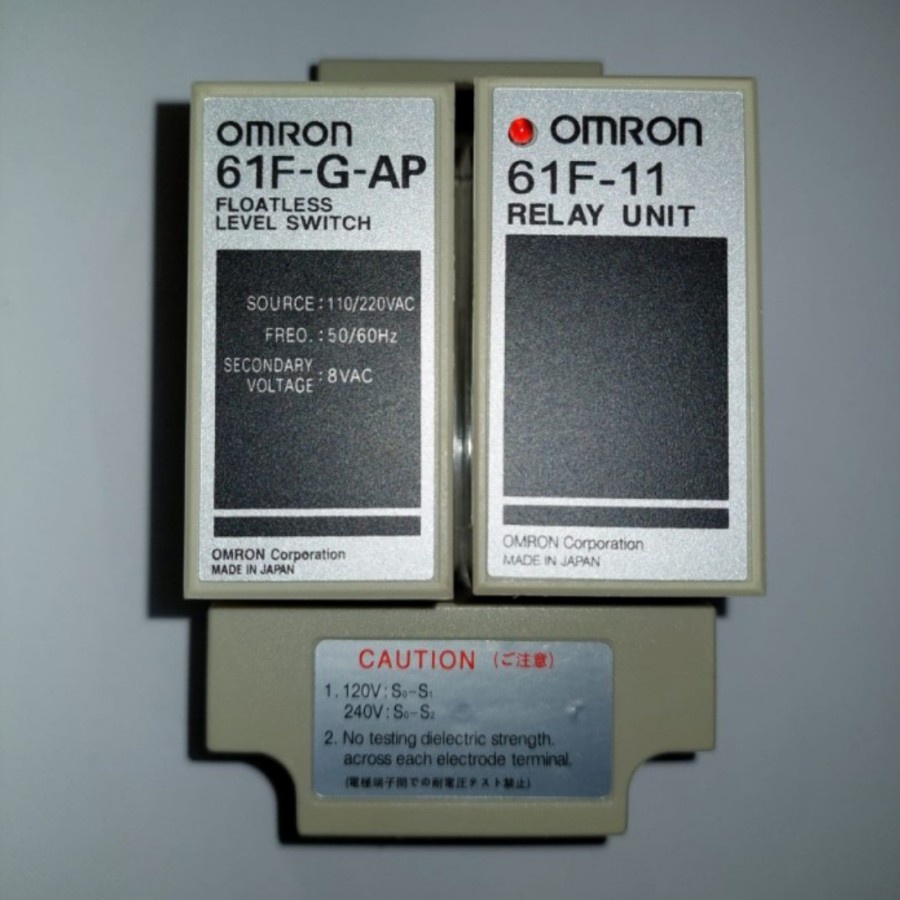 OMRON
61F-G-AP
FLOATLESS
LEVEL SWITCH
SOURCE : 110/220VAC
FREQ. : 50/60Hz
SECONDARY
VOLTAGE : 8VAC
OMRON Corporation
MADE IN JAPAN
OMRON
61F-11
RELAY UNIT
OMRON Corporation
MADE IN JAPAN
CAUTION (ご注意)
1. 120V : S₀-S₁
240V : S₀-S₂
2. No testing dielectric strength.
across each electrode terminal.
(電極端子間での耐電圧テスト禁止)